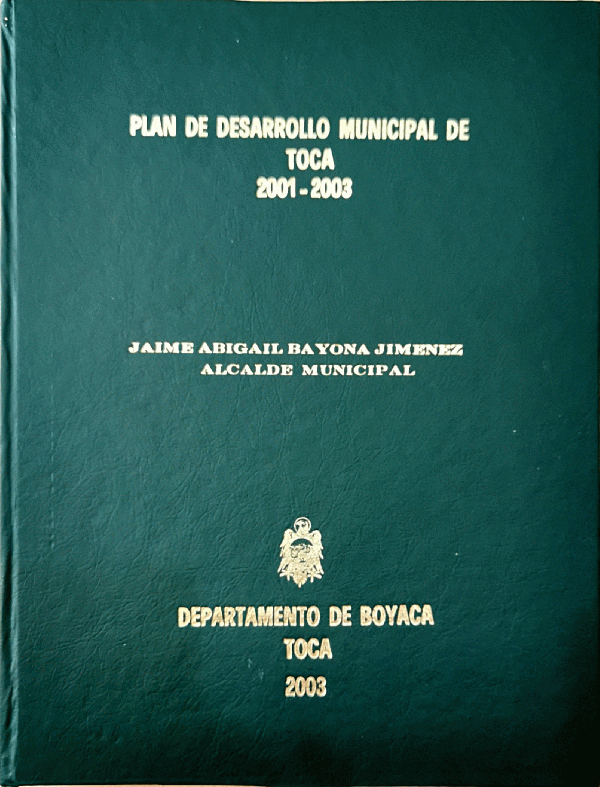 PLAN DE DESARROLLO MUNICIPAL DE
TOCA
2001-2003
JAIME ABIGAIL BAYONA JIMENEZ
ALCALDE MUNICIPAL
DEPARTAMENTO DE BOYACA
TOCA
2003